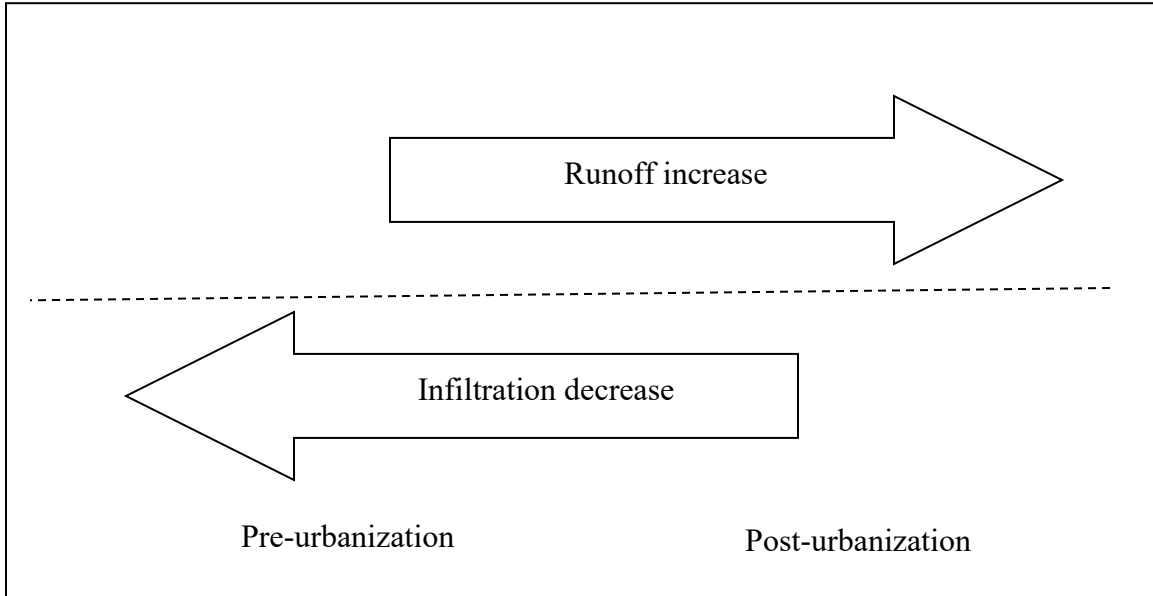 Runoff increase
Infiltration decrease
Pre-urbanization
Post-urbanization